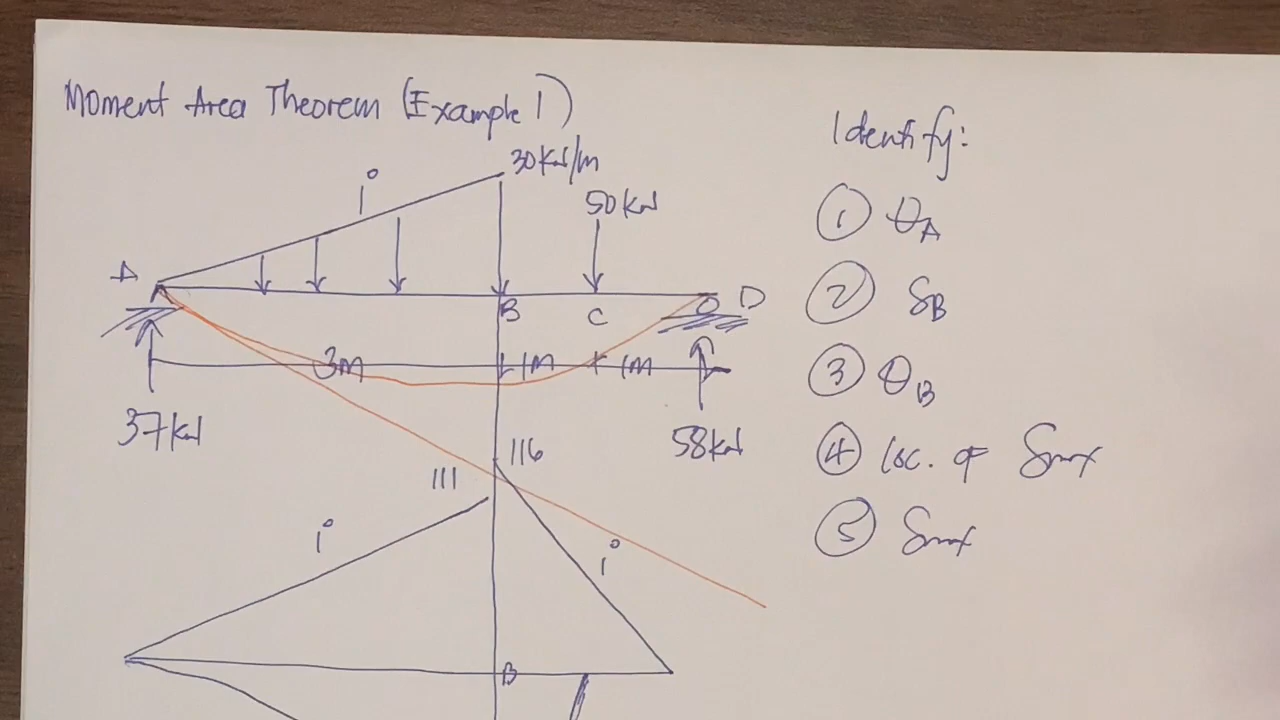 Moment Area Theorem (Example 1)
Identify:
1°
30kN/m
50kN
① θA
A
B
C
D
② δB
3m
1m
1m
③ θB
37kN
58kN
④ loc. of δmax
111
116
⑤ δmax
1°
1°
B